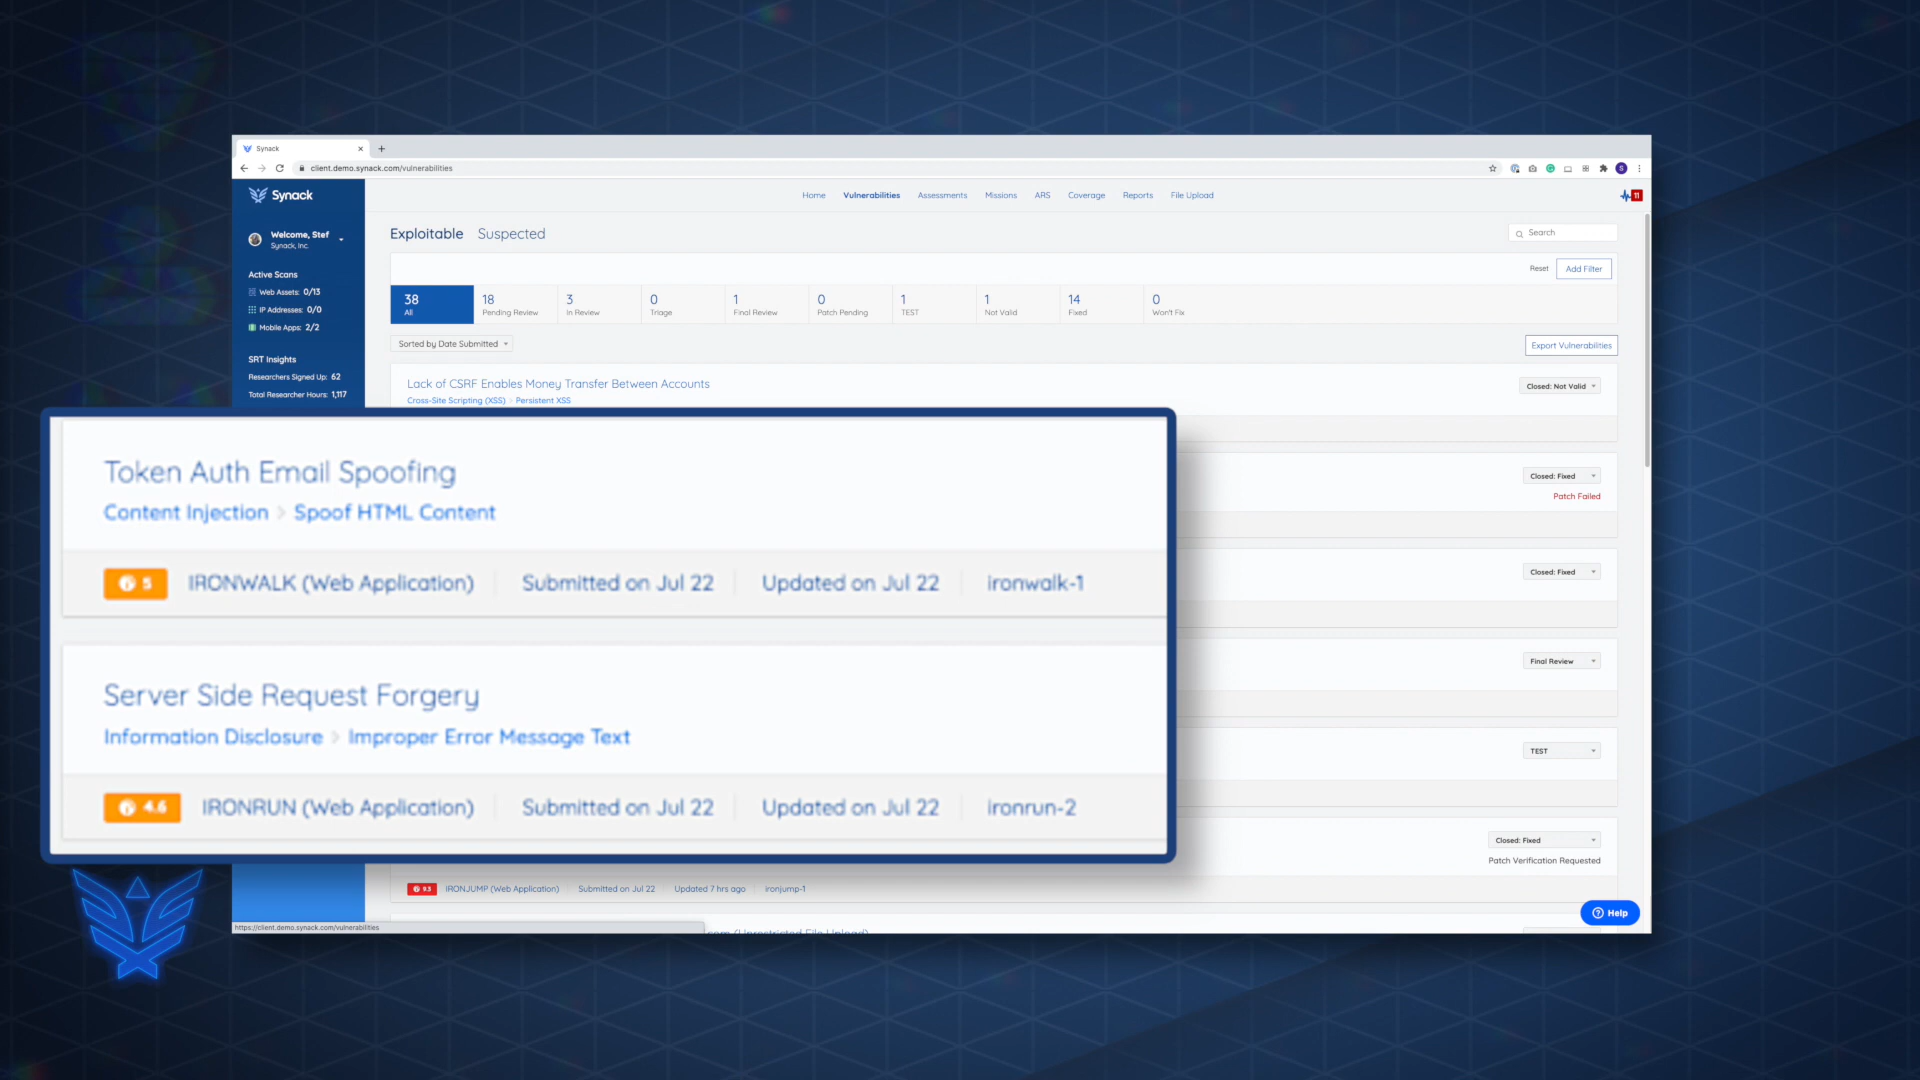 Synack
client.demo.synack.com/vulnerabilities
S
Synack
Home Vulnerabilities Assessments Missions ARS Coverage Reports File Upload
11
Welcome, Stef
Synack, Inc.
Active Scans
Web Assets: 0/13
IP Addresses: 0/0
Mobile Apps: 2/2
SRT Insights
Researchers Signed Up: 62
Total Researcher Hours: 1,117
Exploitable Suspected
Search
Reset Add Filter
38 18 3 0 1 0 1 1 14 0
All Pending Review In Review Triage Final Review Patch Pending TEST Not Valid Fixed Won't Fix
Sorted by Date Submitted
Export Vulnerabilities
Lack of CSRF Enables Money Transfer Between Accounts
Closed: Not Valid
Cross-Site Scripting (XSS) > Persistent XSS
Token Auth Email Spoofing
Content Injection > Spoof HTML Content
5 IRONWALK (Web Application) Submitted on Jul 22 Updated on Jul 22 ironwalk-1
Server Side Request Forgery
Information Disclosure > Improper Error Message Text
4.6 IRONRUN (Web Application) Submitted on Jul 22 Updated on Jul 22 ironrun-2
Closed: Fixed
Patch Failed
Closed: Fixed
Final Review
TEST
Closed: Fixed
Patch Verification Requested
9.3 IRONJUMP (Web Application) Submitted on Jul 22 Updated 7 hrs ago ironjump-1
Help
https://client.demo.synack.com/vulnerabilities
(Unrestricted File Upload)